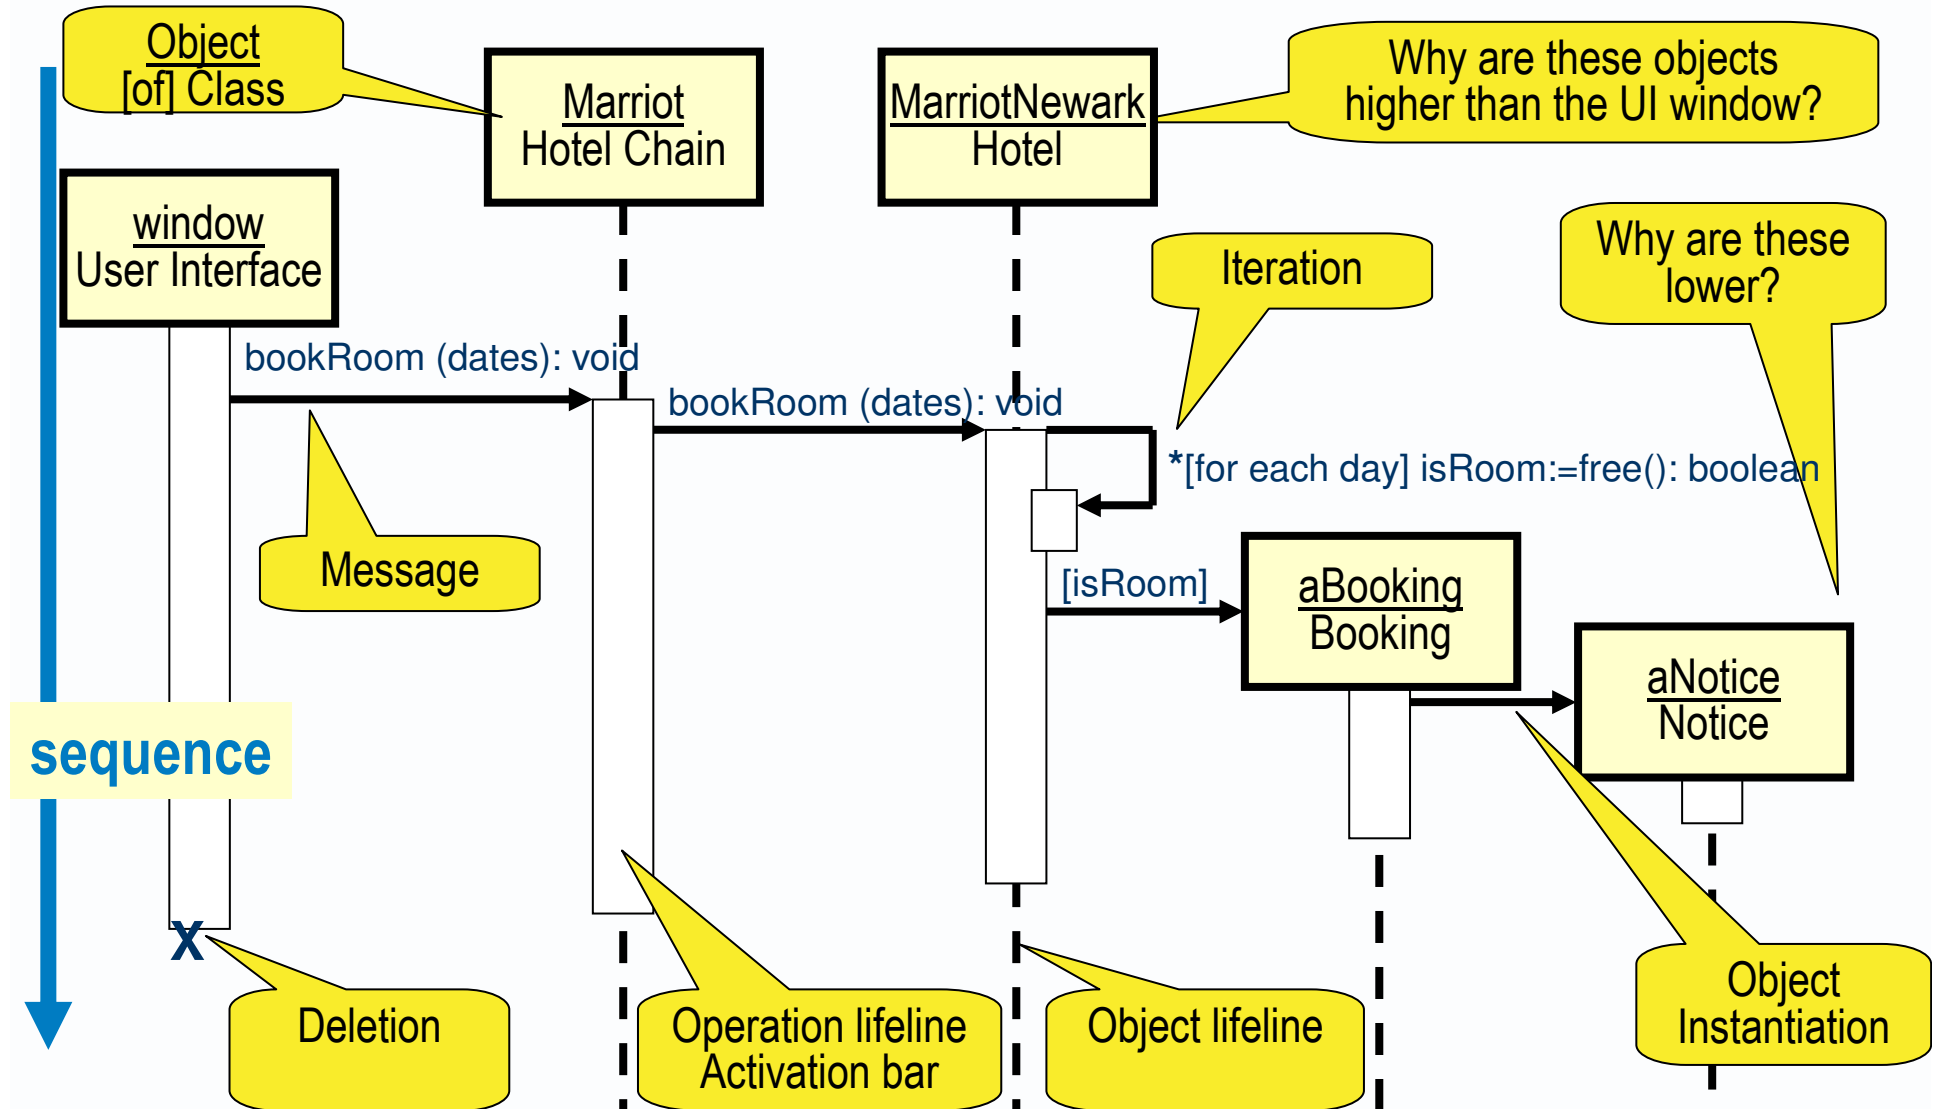 Object
[of] Class
Marriot
Hotel Chain
MarriotNewark
Hotel
Why are these objects
higher than the UI window?
window
User Interface
Iteration
Why are these
lower?
bookRoom (dates): void
bookRoom (dates): void
*[for each day] isRoom:=free(): boolean
Message
[isRoom]
aBooking
Booking
aNotice
Notice
sequence
X
Deletion
Operation lifeline
Activation bar
Object lifeline
Object
Instantiation